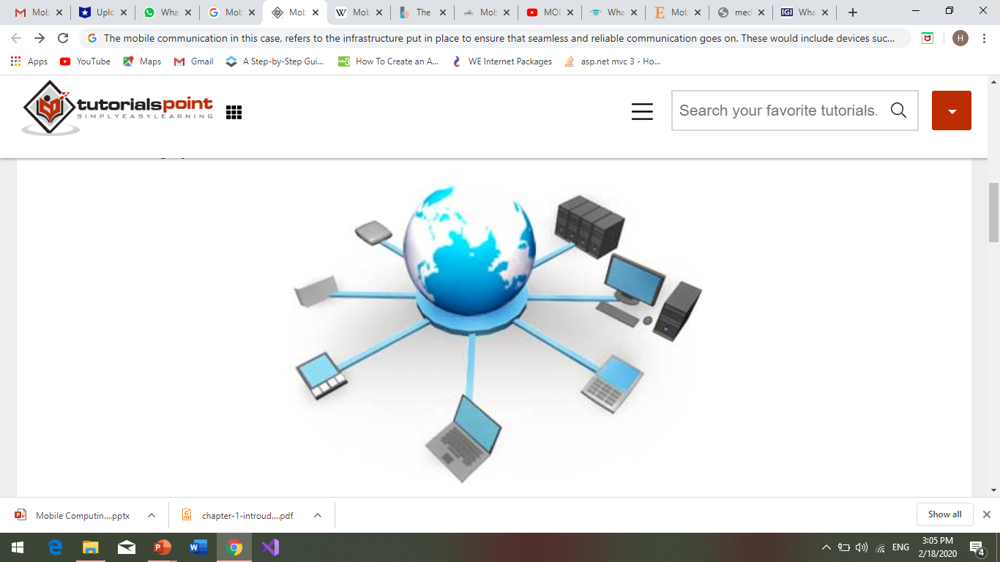 Mob
Uplo
Wha
Mob
Mob
Mob
The
Mob
MOB
Wha
Mob
med
Wha
The mobile communication in this case, refers to the infrastructure put in place to ensure that seamless and reliable communication goes on. These would include devices suc...
H
Apps
YouTube
Maps
Gmail
A Step-by-Step Gui...
How To Create an A...
WE Internet Packages
asp.net mvc 3 - Ho...
tutorialspoint
SIMPLYEASYLEARNING
Search your favorite tutorials.
Mobile Computin....pptx
chapter-1-introud....pdf
Show all
ENG
3:05 PM
2/18/2020
4